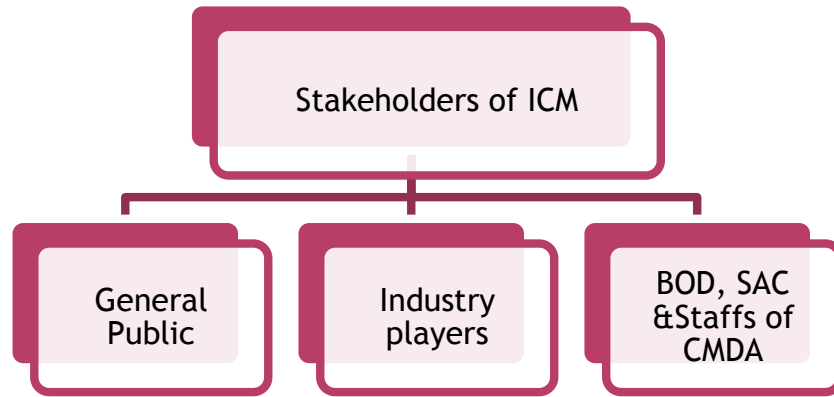 Stakeholders of ICM
General
Public
Industry
players
BOD, SAC
&Staffs of
CMDA